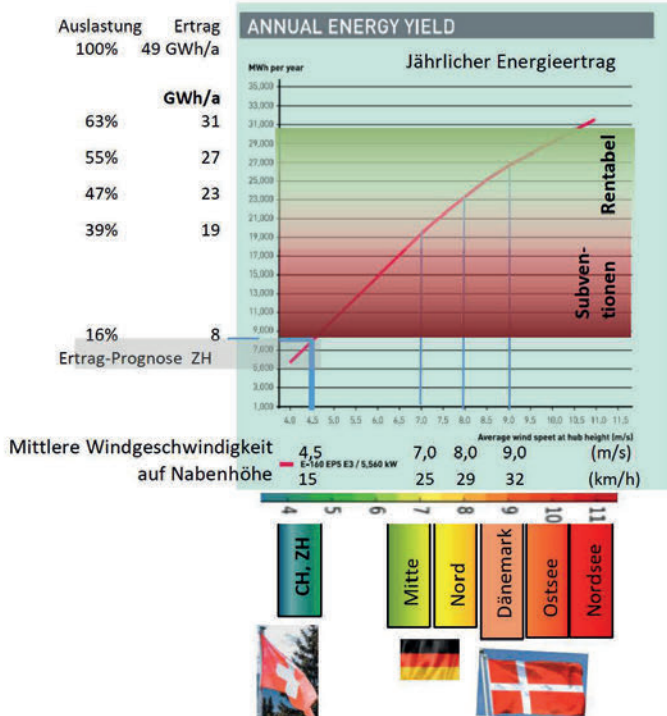 Auslastung Ertrag
100% 49 GWh/a
GWh/a
63% 31
55% 27
47% 23
39% 19
16% 8
Ertrag-Prognose ZH
ANNUAL ENERGY YIELD
Jährlicher Energieertrag
MWh per year
35,000
33,000
31,000
29,000
27,000
25,000
23,000
21,000
19,000
17,000
15,000
13,000
11,000
9,000
7,000
5,000
3,000
1,000
Rentabel
Subven-
tionen
4,0 4,5 5,0 5,5 6,0 6,5 7,0 7,5 8,0 8,5 9,0 9,5 10,0 10,5 11,0 11,5
Average wind speet at hub height (m/s)
Mittlere Windgeschwindigkeit
auf Nabenhöhe
4,5 7,0 8,0 9,0 (m/s)
E-160 EP5 E3 / 5,560 kW
15 25 29 32 (km/h)
4 5 6 7 8 9 10 11
CH, ZH
Mitte
Nord
Dänemark
Ostsee
Nordsee